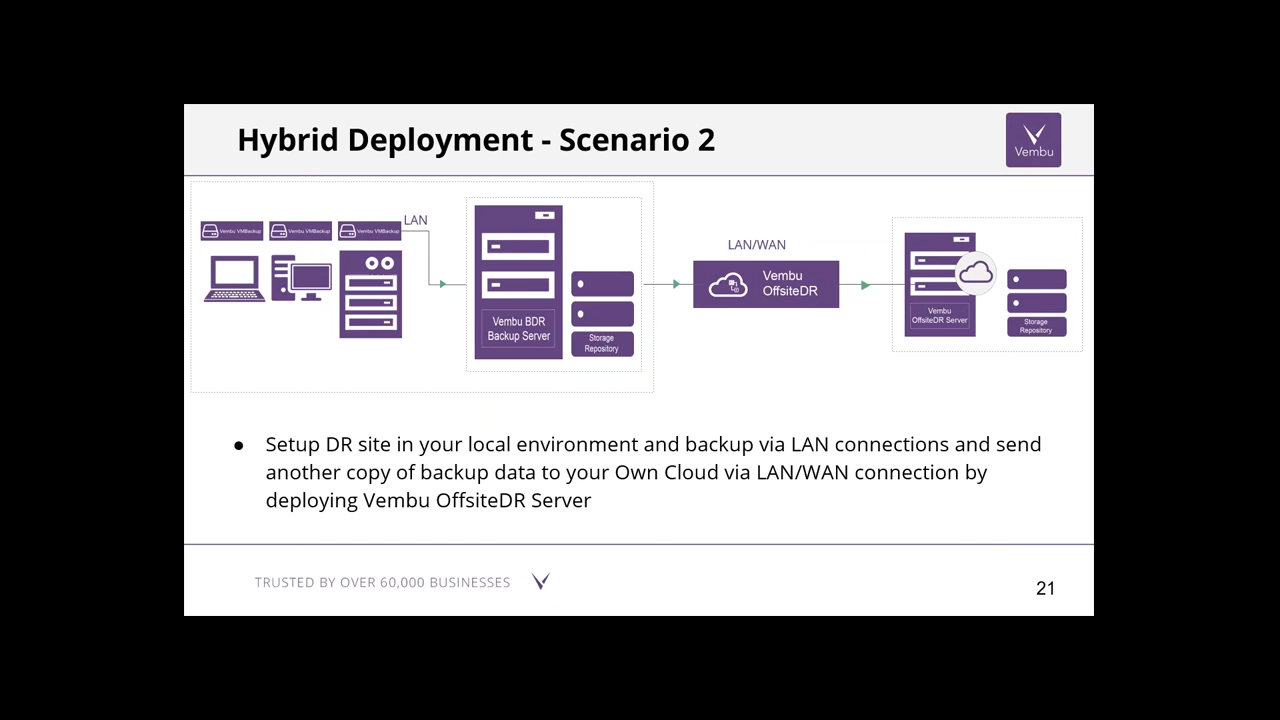 Hybrid Deployment - Scenario 2
Vembu
LAN
Vembu VMBackup
Vembu VMBackup
Vembu VMBackup
Vembu BDR
Backup Server
Storage
Repository
LAN/WAN
Vembu
OffsiteDR
Vembu
OffsiteDR Server
Storage
Repository
● Setup DR site in your local environment and backup via LAN connections and send
another copy of backup data to your Own Cloud via LAN/WAN connection by
deploying Vembu OffsiteDR Server
TRUSTED BY OVER 60,000 BUSINESSES
21